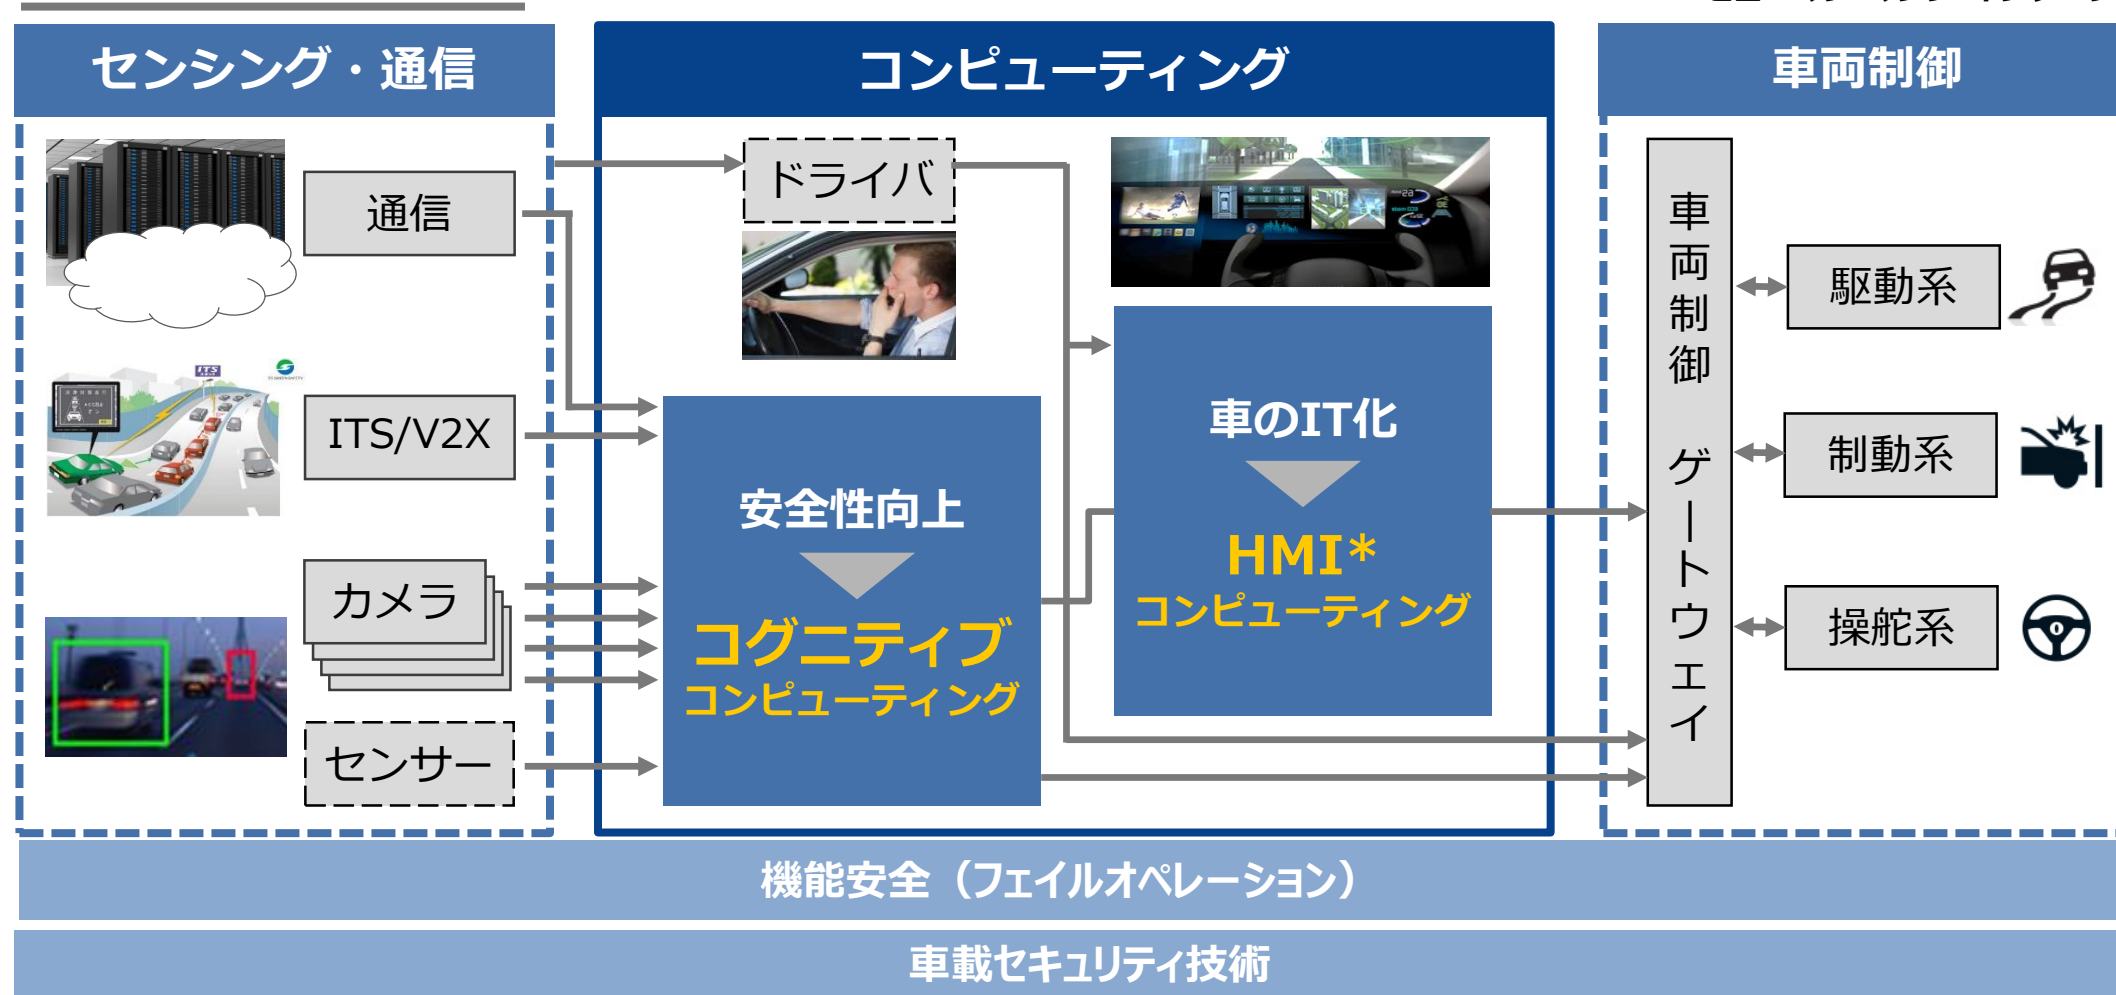 センシング・通信
コンピューティング
車両制御
通信
ITS/V2X
カメラ
センサー
ITS
ドライバ
安全性向上
コグニティブ
コンピューティング
車のIT化
HMI*
コンピューティング
車両制御 ゲートウェイ
駆動系
制動系
操舵系
機能安全（フェイルオペレーション）
車載セキュリティ技術